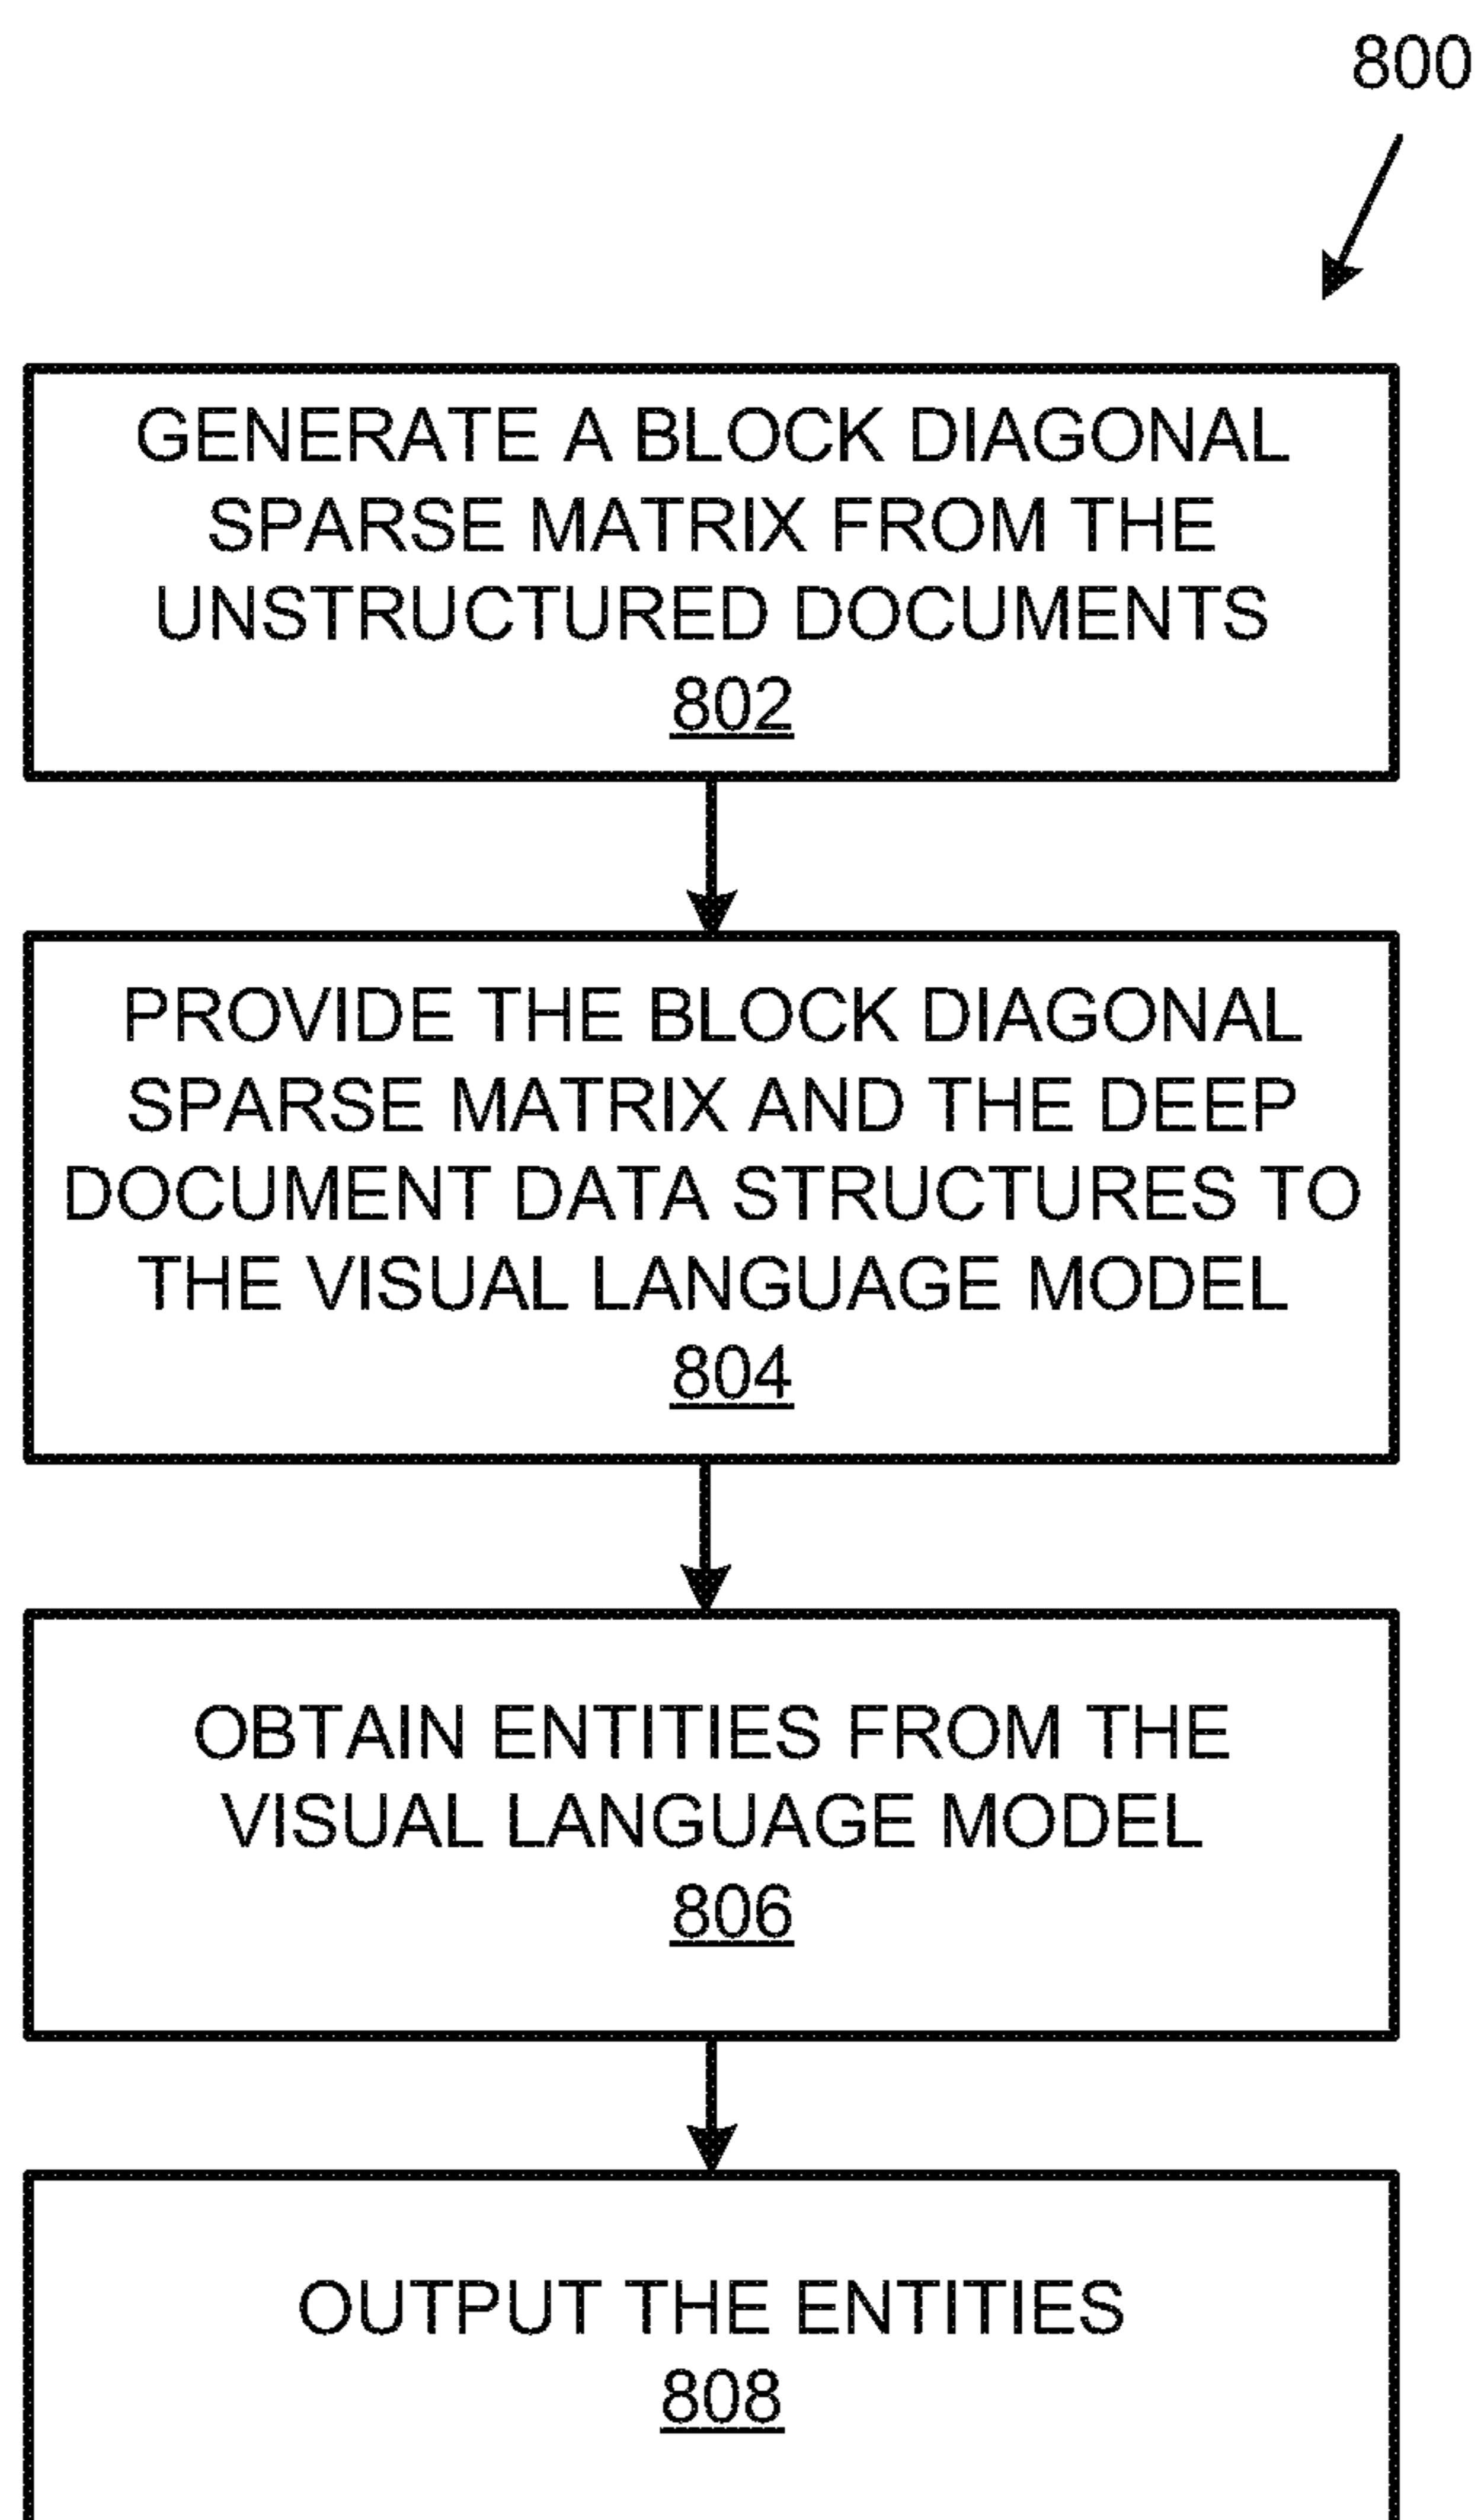 800
GENERATE A BLOCK DIAGONAL
SPARSE MATRIX FROM THE
UNSTRUCTURED DOCUMENTS
802
PROVIDE THE BLOCK DIAGONAL
SPARSE MATRIX AND THE DEEP
DOCUMENT DATA STRUCTURES TO
THE VISUAL LANGUAGE MODEL
804
OBTAIN ENTITIES FROM THE
VISUAL LANGUAGE MODEL
806
OUTPUT THE ENTITIES
808